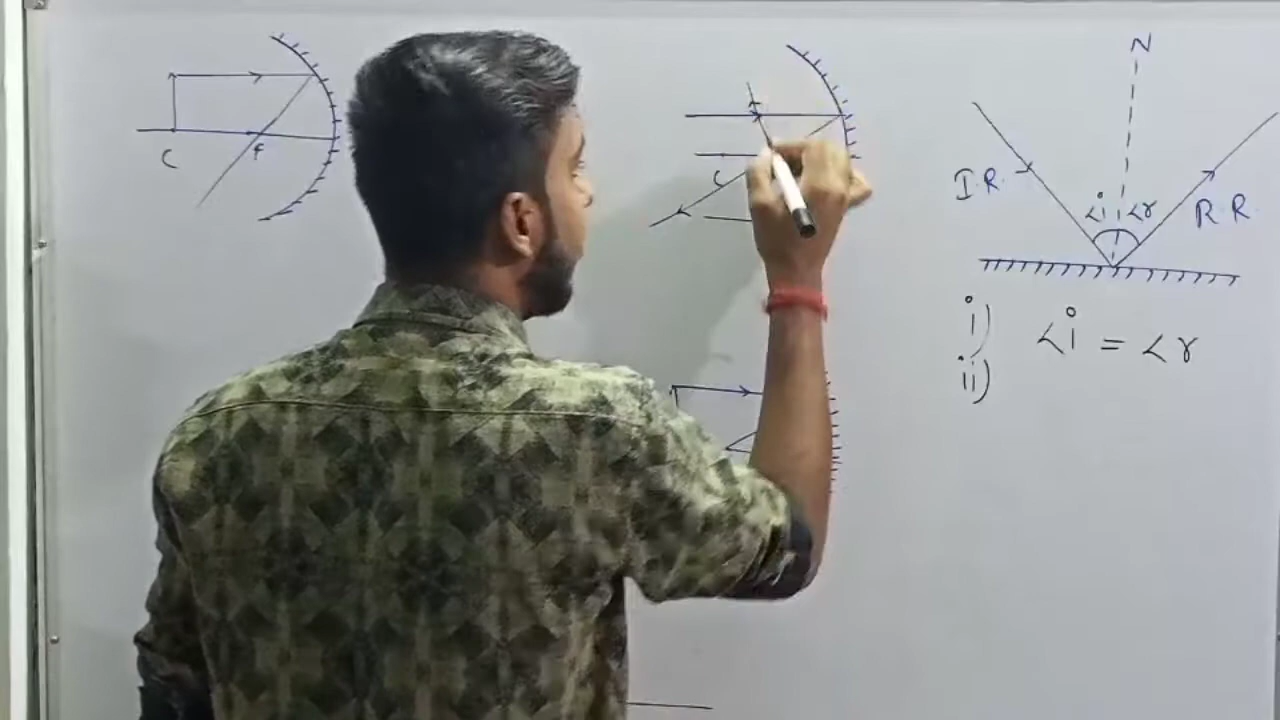 C
F
C
N
I.R.
<i
<r
R.R.
i) <i = <r
ii)